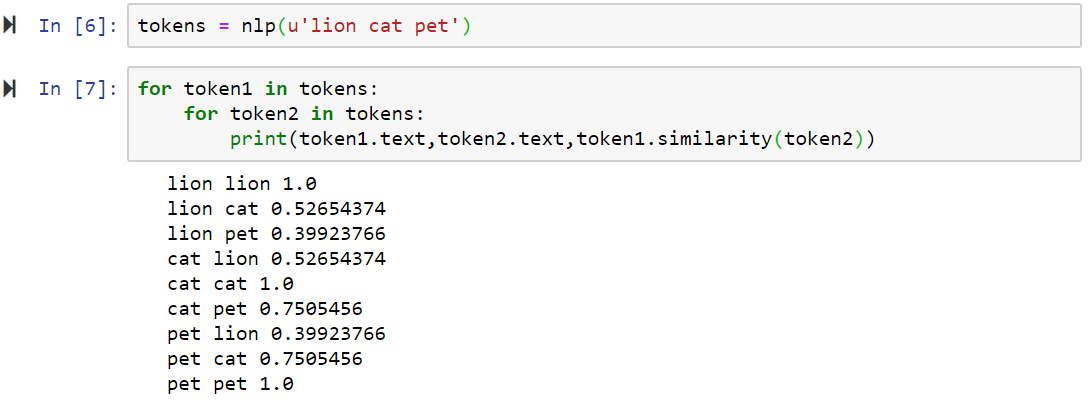 In [6]: tokens = nlp(u'lion cat pet')
In [7]: for token1 in tokens:
    for token2 in tokens:
        print(token1.text,token2.text,token1.similarity(token2))
lion lion 1.0
lion cat 0.52654374
lion pet 0.39923766
cat lion 0.52654374
cat cat 1.0
cat pet 0.7505456
pet lion 0.39923766
pet cat 0.7505456
pet pet 1.0